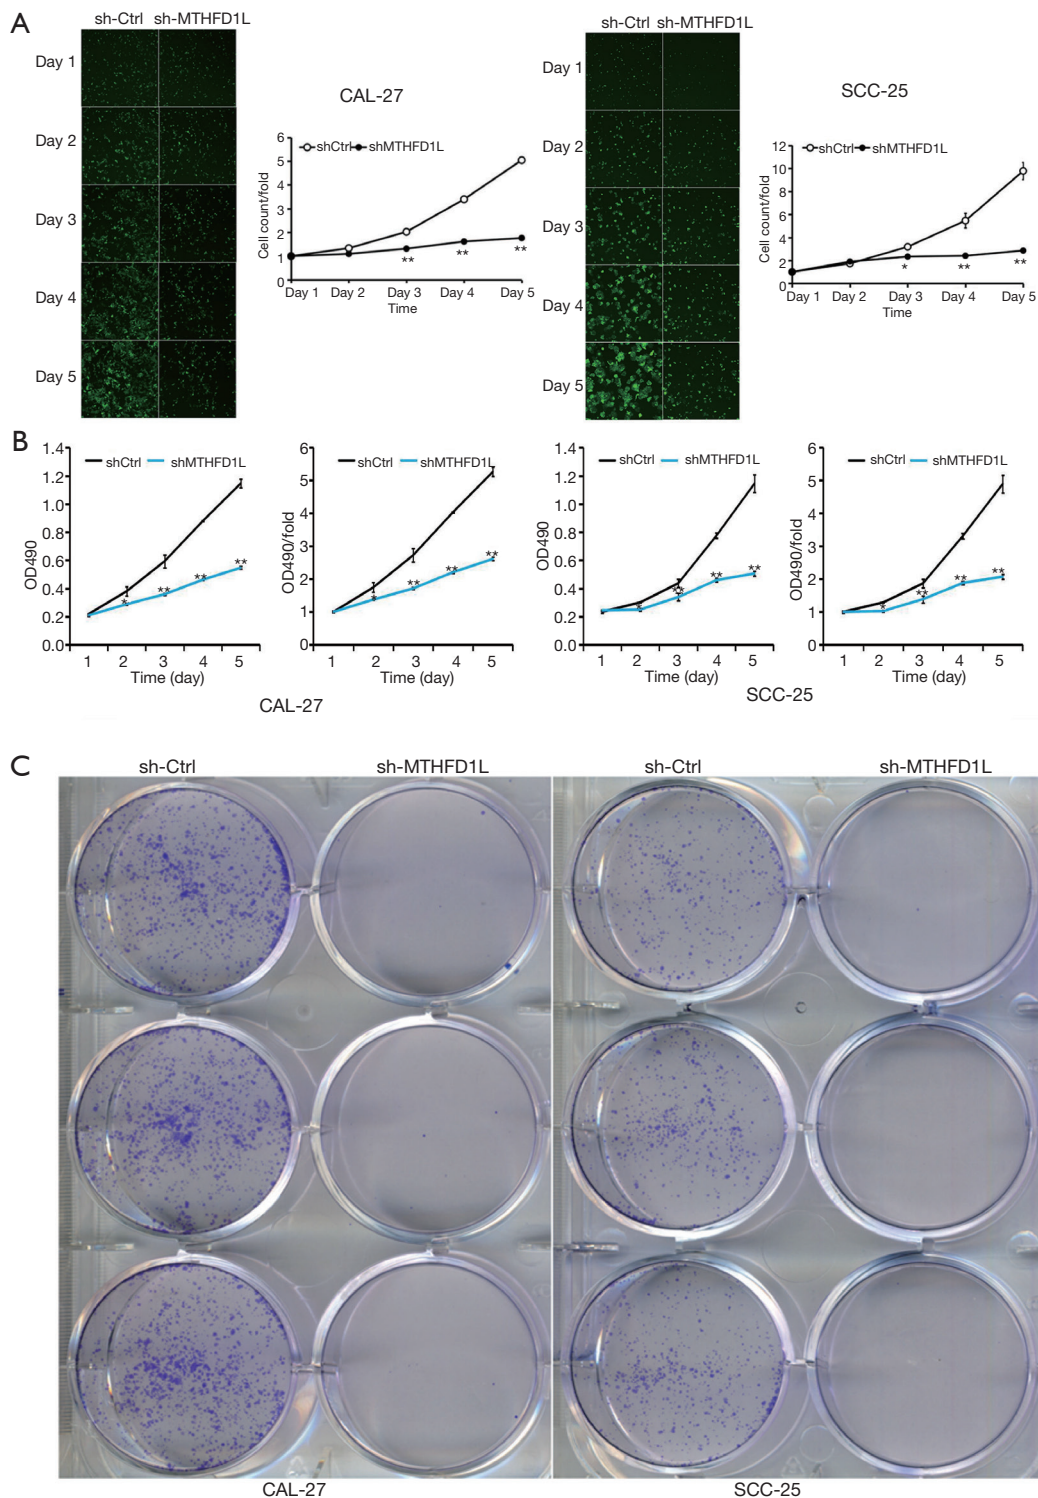 A
sh-Ctrl sh-MTHFD1L
Day 1
Day 2
Day 3
Day 4
Day 5
CAL-27
shCtrl shMTHFD1L
Cell count/fold
6
5
4
3
2
1
0
** ** **
Day 1 Day 2 Day 3 Day 4 Day 5
Time
sh-Ctrl sh-MTHFD1L
Day 1
Day 2
Day 3
Day 4
Day 5
SCC-25
shCtrl shMTHFD1L
Cell count/fold
12
10
8
6
4
2
0
* ** **
Day 1 Day 2 Day 3 Day 4 Day 5
Time
B
shCtrl shMTHFD1L
OD490
1.4
1.2
1.0
0.8
0.6
0.4
0.2
0.0
* ** ** **
1 2 3 4 5
Time (day)
shCtrl shMTHFD1L
OD490/fold
6
5
4
3
2
1
0
* ** ** **
1 2 3 4 5
Time (day)
CAL-27
shCtrl shMTHFD1L
OD490
1.4
1.2
1.0
0.8
0.6
0.4
0.2
0.0
* ** ** **
1 2 3 4 5
Time (day)
shCtrl shMTHFD1L
OD490/fold
6
5
4
3
2
1
0
* ** ** **
1 2 3 4 5
Time (day)
SCC-25
C
sh-Ctrl sh-MTHFD1L sh-Ctrl sh-MTHFD1L
CAL-27 SCC-25